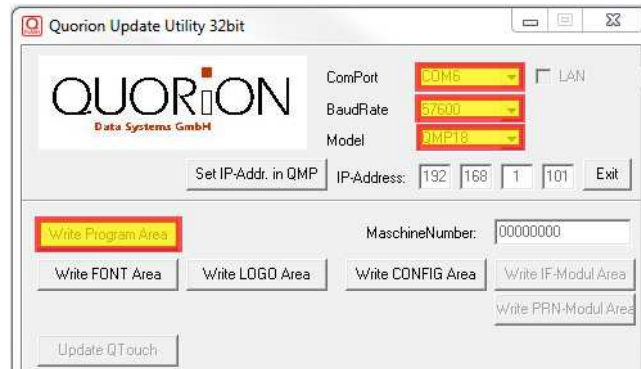 Quorion Update Utility 32bit
QUORION
Data Systems GmbH
ComPort COM6 LAN
BaudRate 57600
Model QMP18
Set IP-Addr. in QMP IP-Address: 192 168 1 101 Exit
Write Program Area MaschineNumber: 00000000
Write FONT Area Write LOGO Area Write CONFIG Area Write IF-Modul Area
Write PRN-Modul Area
Update QTouch